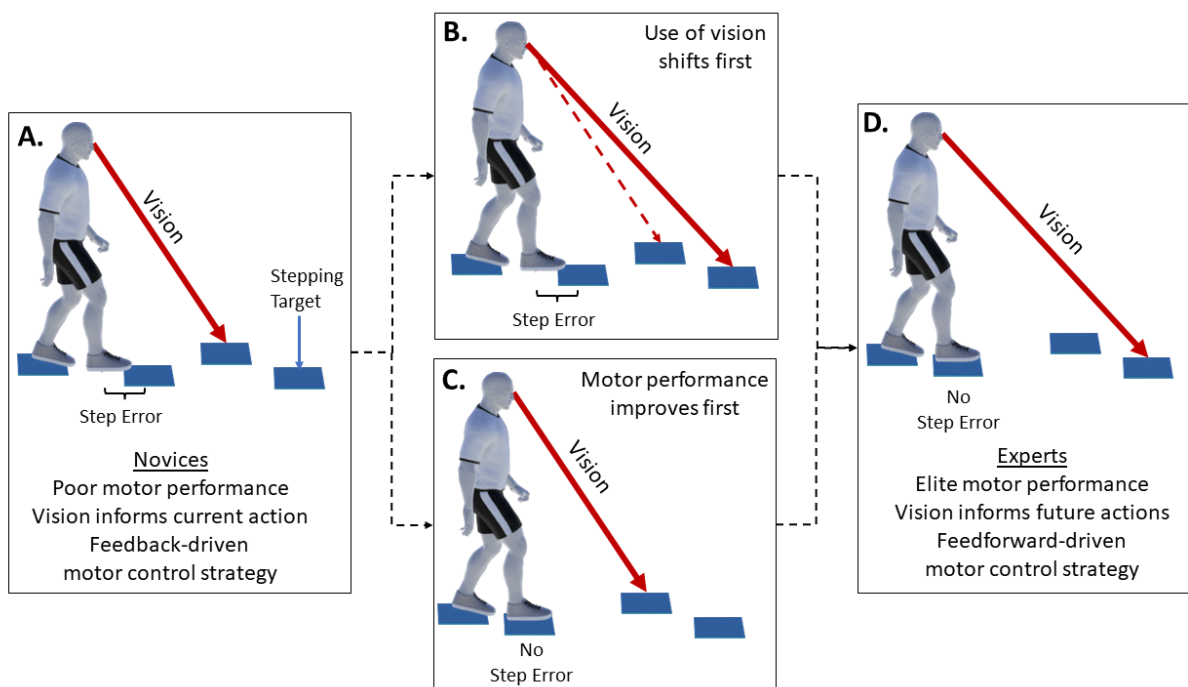 A.
Vision
Stepping
Target
Step Error
Novices
Poor motor performance
Vision informs current action
Feedback-driven
motor control strategy
B.
Use of vision
shifts first
Vision
Step Error
C.
Motor performance
improves first
Vision
No
Step Error
D.
Vision
No
Step Error
Experts
Elite motor performance
Vision informs future actions
Feedforward-driven
motor control strategy